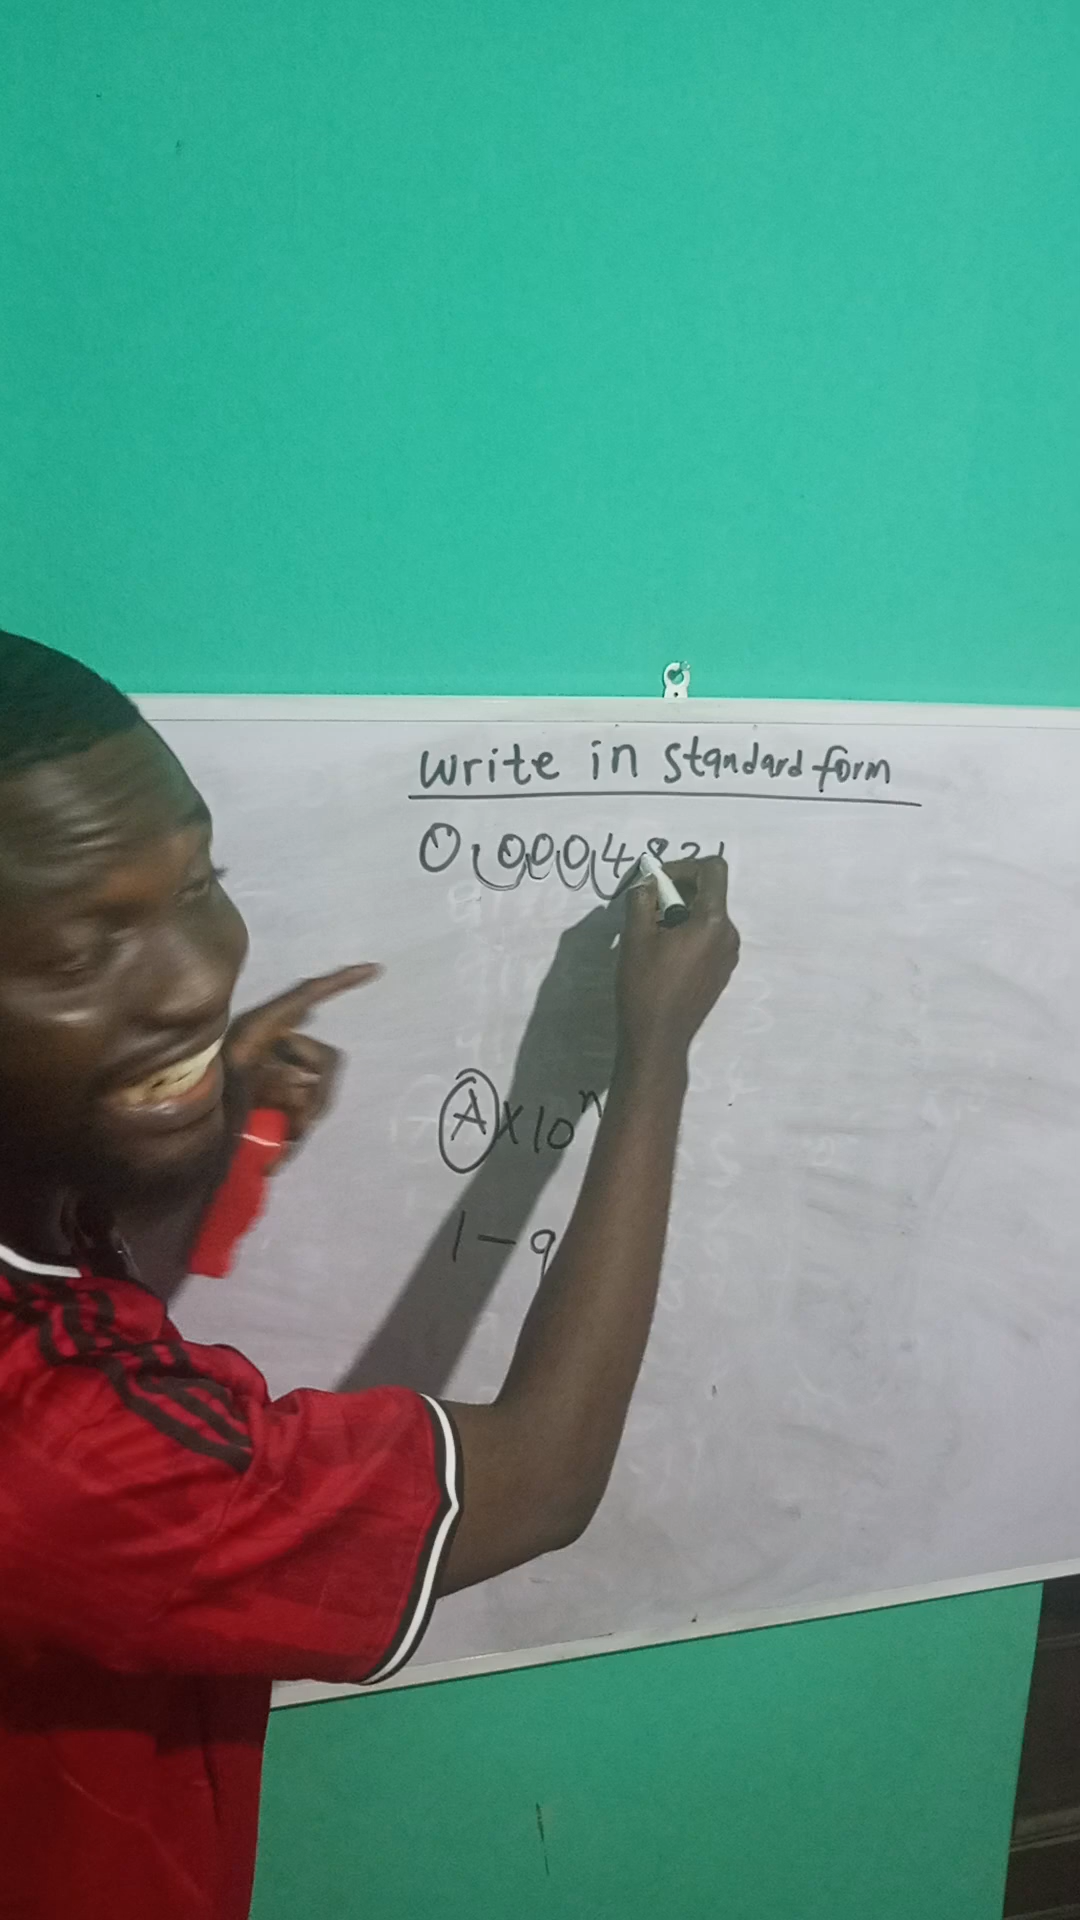 Write in Standard form
0.0004821
A×10ⁿ
1 – 9